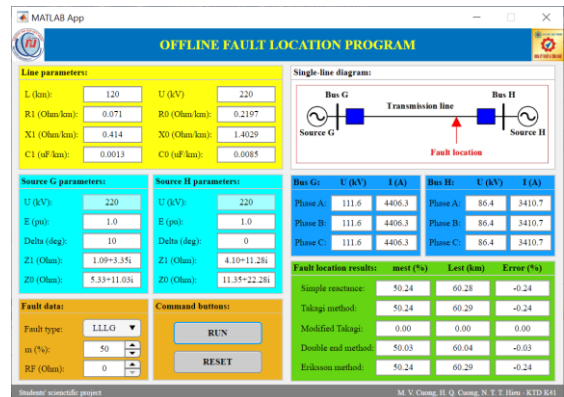 MATLAB App
OFFLINE FAULT LOCATION PROGRAM
Line parameters:
L (km): 120 U (kV) 220
R1 (Ohm/km): 0.071 R0 (Ohm/km): 0.2197
X1 (Ohm/km): 0.414 X0 (Ohm/km): 1.4029
C1 (uF/km): 0.0013 C0 (uF/km): 0.0085
Single-line diagram:
Bus G Bus H
Transmission line
Source G Source H
Fault location
Source G parameters:
U (kV): 220
E (pu): 1.0
Delta (deg): 10
Z1 (Ohm): 1.09+3.35i
Z0 (Ohm): 5.33+11.03i
Source H parameters:
U (kV): 220
E (pu): 1.0
Delta (deg): 0
Z1 (Ohm): 4.10+11.28i
Z0 (Ohm): 11.35+22.28i
Bus G: U (kV) I (A)
Phase A: 111.6 4406.3
Phase B: 111.6 4406.3
Phase C: 111.6 4406.3
Bus H: U (kV) I (A)
Phase A: 86.4 3410.7
Phase B: 86.4 3410.7
Phase C: 86.4 3410.7
Fault data:
Fault type: LLLG
m (%): 50
RF (Ohm): 0
Command buttons:
RUN
RESET
Fault location results: mest (%) Lest (km) Error (%)
Simple reactance: 50.24 60.28 -0.24
Takagi method: 50.24 60.29 -0.24
Modified Takagi: 0.00 0.00 0.00
Double end method: 50.03 60.04 -0.03
Eriksson method: 50.24 60.29 -0.24
Students' scienctific project M. V. Cuong, H. Q. Cuong, N. T. T. Hieu - KTD K41